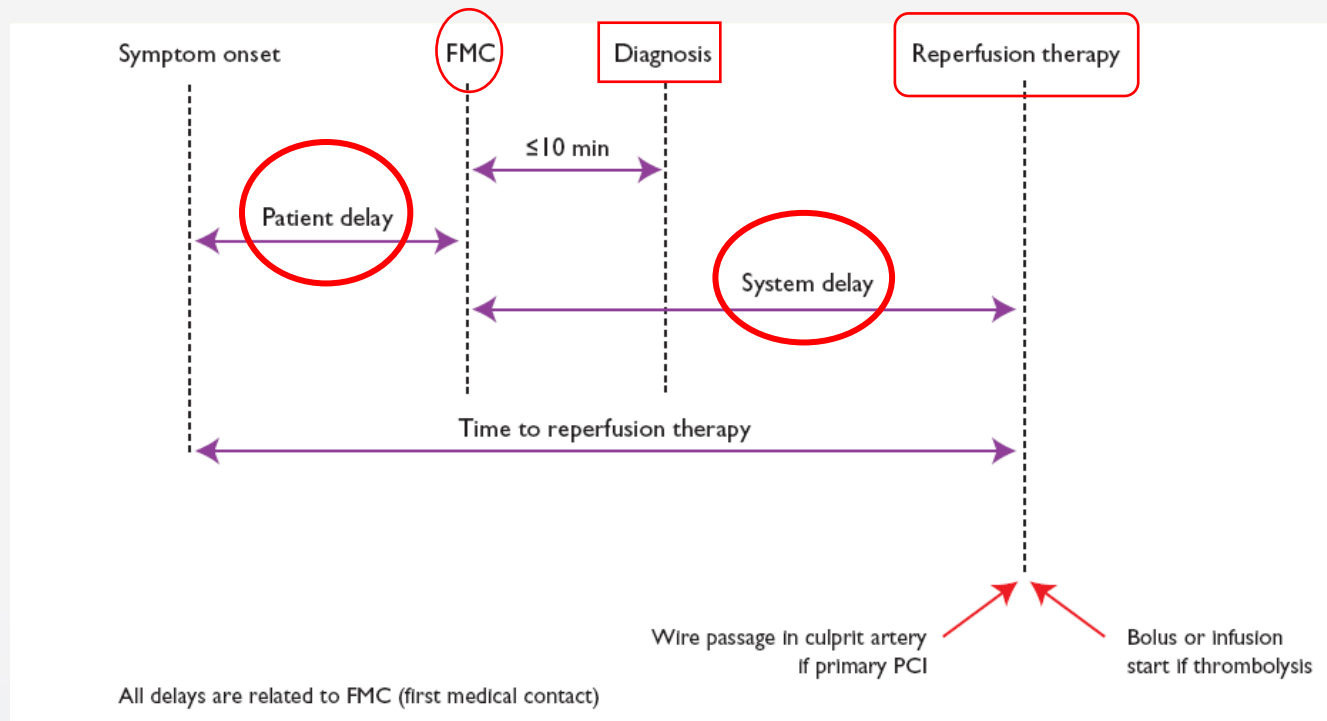 Symptom onset
FMC
Diagnosis
Reperfusion therapy
≤10 min
Patient delay
System delay
Time to reperfusion therapy
Wire passage in culprit artery
if primary PCI
Bolus or infusion
start if thrombolysis
All delays are related to FMC (first medical contact)